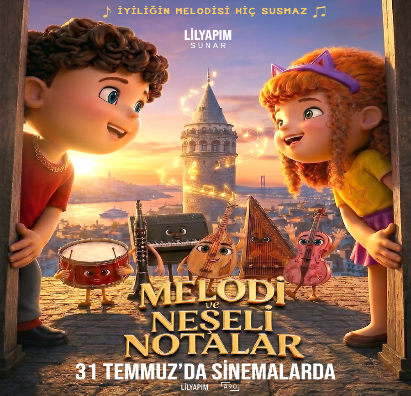 ♪ İYİLİĞİN MELODİSİ HİÇ SUSMAZ ♫
LİLYAPIM
SUNAR
MELODİ
ve
NEŞELİ
NOTALAR
31 TEMMUZ'DA SİNEMALARDA
LİLYAPIM